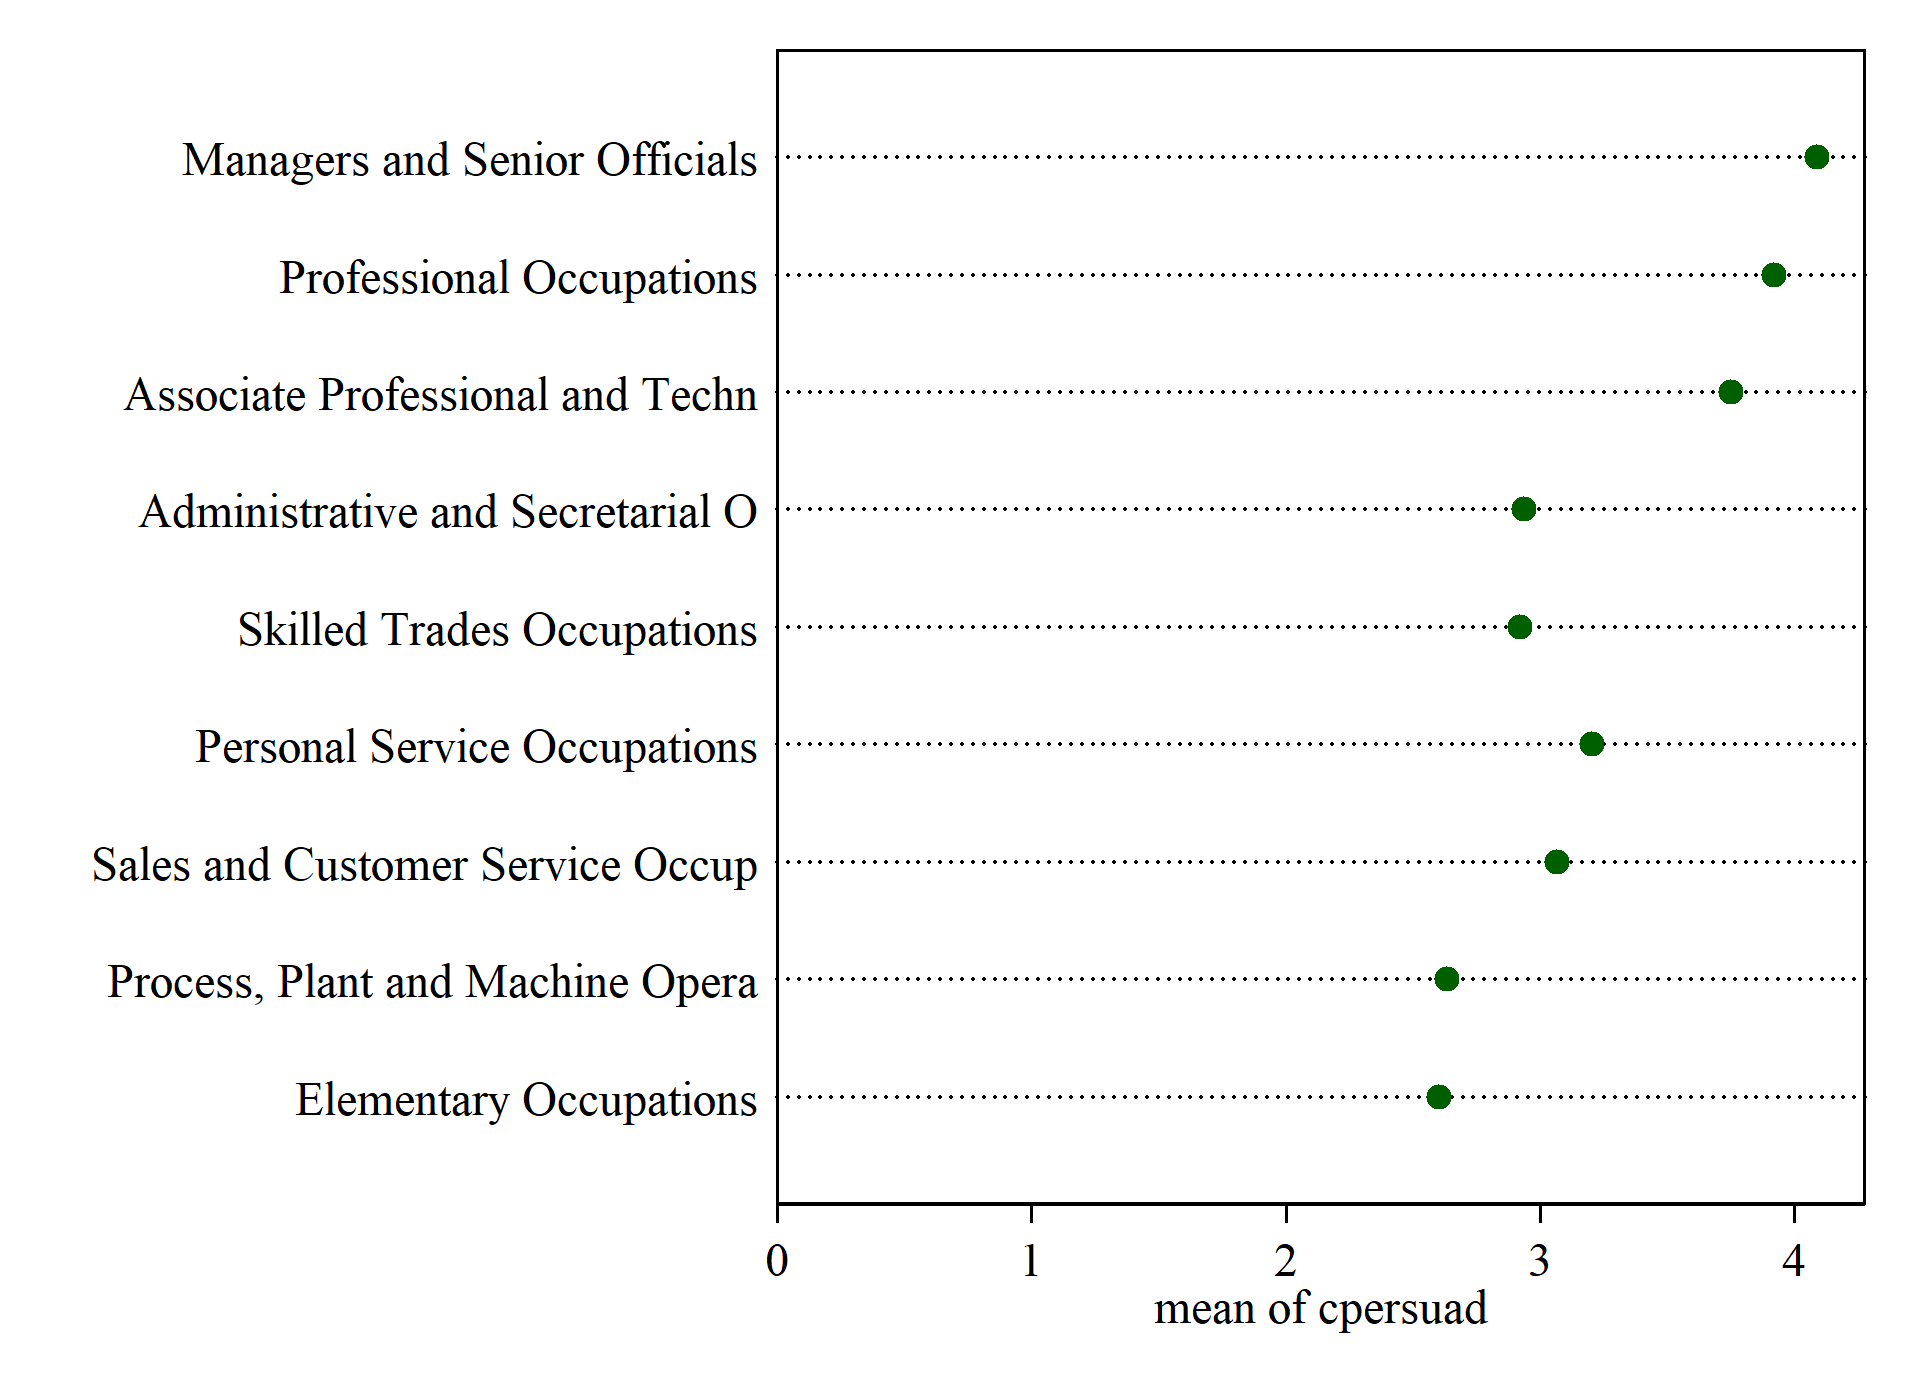 Managers and Senior Officials
Professional Occupations
Associate Professional and Techn
Administrative and Secretarial O
Skilled Trades Occupations
Personal Service Occupations
Sales and Customer Service Occup
Process, Plant and Machine Opera
Elementary Occupations
0 1 2 3 4
mean of cpersuad